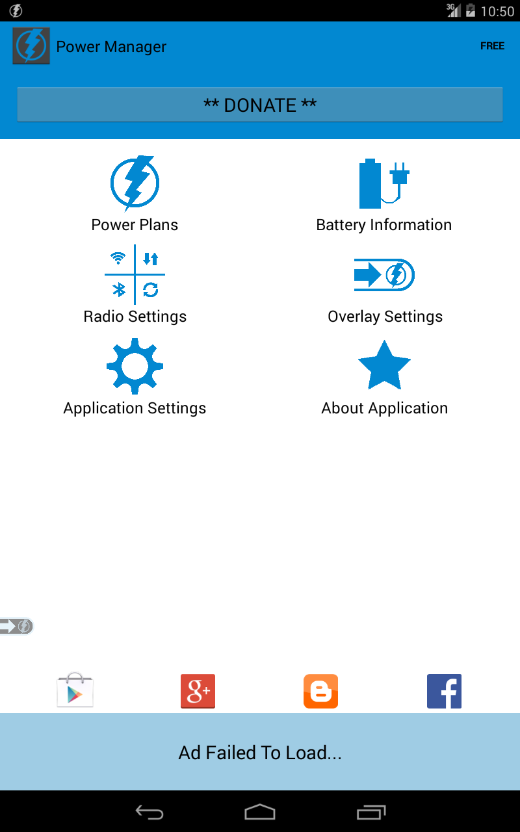 3G 10:50
Power Manager FREE
** DONATE **
Power Plans Battery Information
Radio Settings Overlay Settings
Application Settings About Application
g+
Ad Failed To Load...